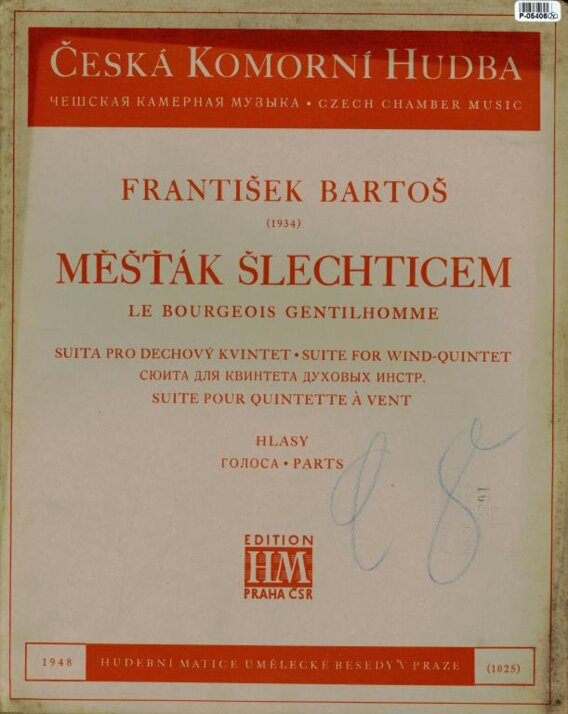 P-05406
ČESKÁ KOMORNÍ HUDBA
ЧЕШСКАЯ КАМЕРНАЯ МУЗЫКА • CZECH CHAMBER MUSIC
FRANTIŠEK BARTOŠ
(1934)
MĚŠŤÁK ŠLECHTICEM
LE BOURGEOIS GENTILHOMME
SUITA PRO DECHOVÝ KVINTET • SUITE FOR WIND-QUINTET
СЮИТА ДЛЯ КВИНТЕТА ДУХОВЫХ ИНСТР.
SUITE POUR QUINTETTE À VENT
HLASY
ГОЛОСА • PARTS
EDITION
HM
PRAHA ČSR
1948 HUDEBNÍ MATICE UMĚLECKÉ BESEDY V PRAZE (1025)